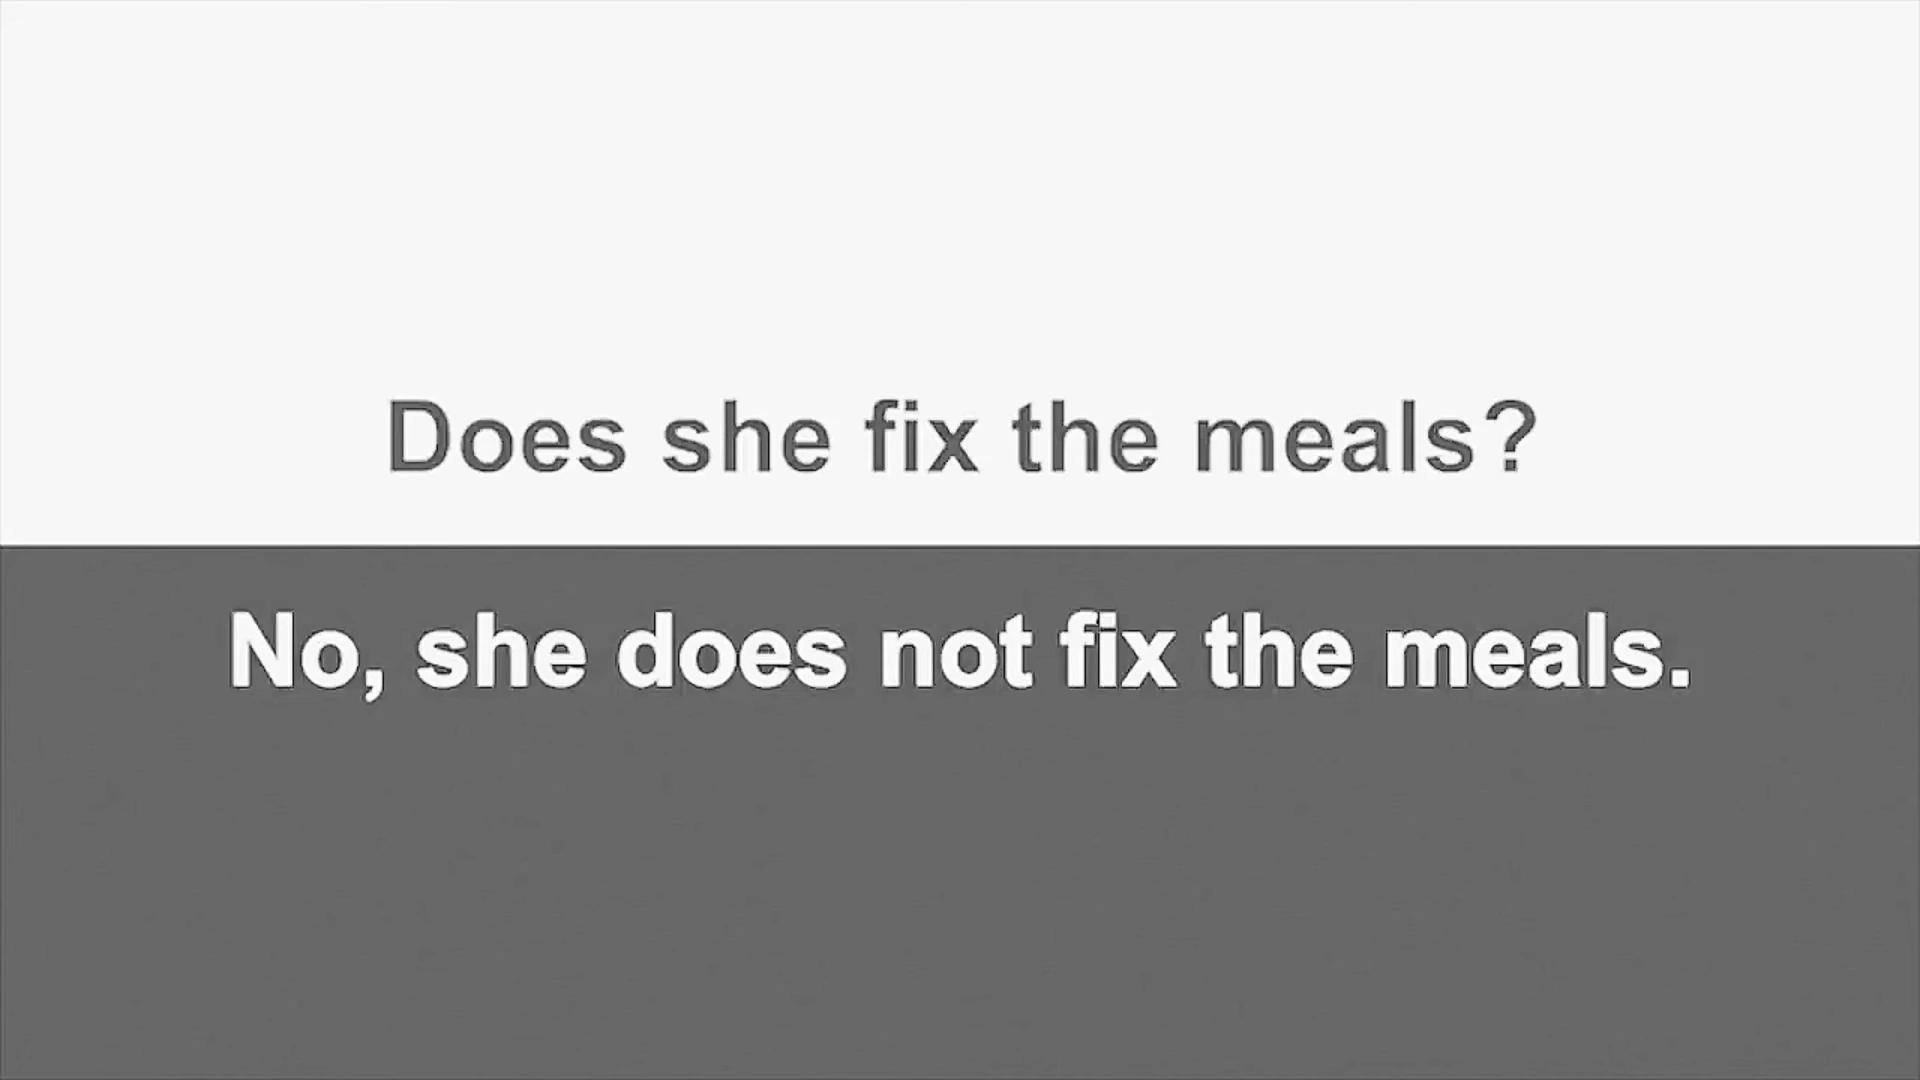 Does she fix the meals?
No, she does not fix the meals.